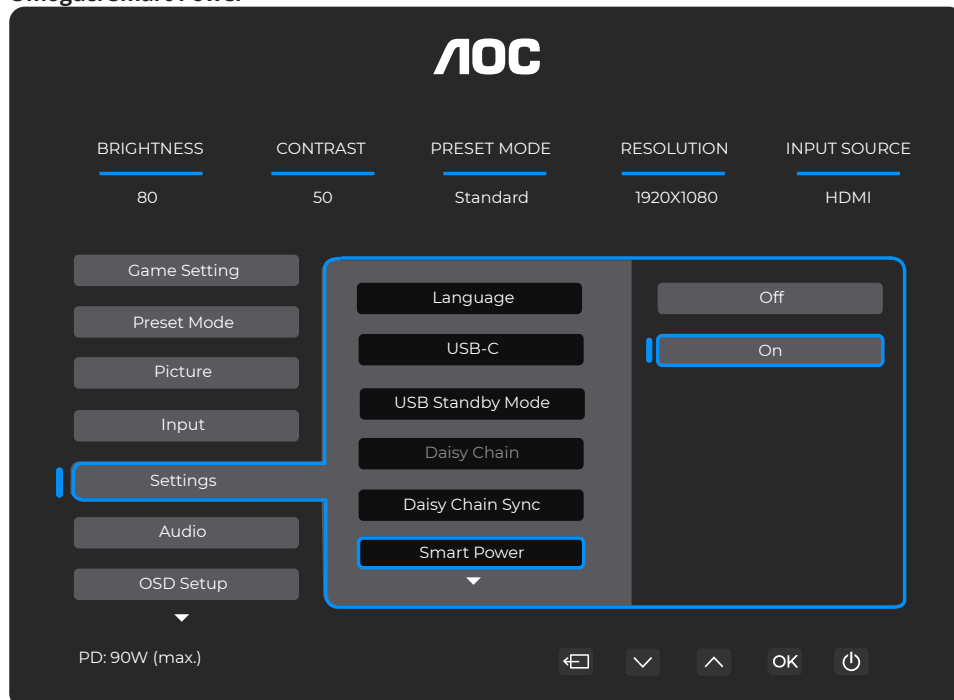 AOC
BRIGHTNESS CONTRAST PRESET MODE RESOLUTION INPUT SOURCE
80 50 Standard 1920X1080 HDMI
Game Setting
Preset Mode
Picture
Input
Settings
Audio
OSD Setup
Language
USB-C
USB Standby Mode
Daisy Chain
Daisy Chain Sync
Smart Power
Off
On
PD: 90W (max.)
OK